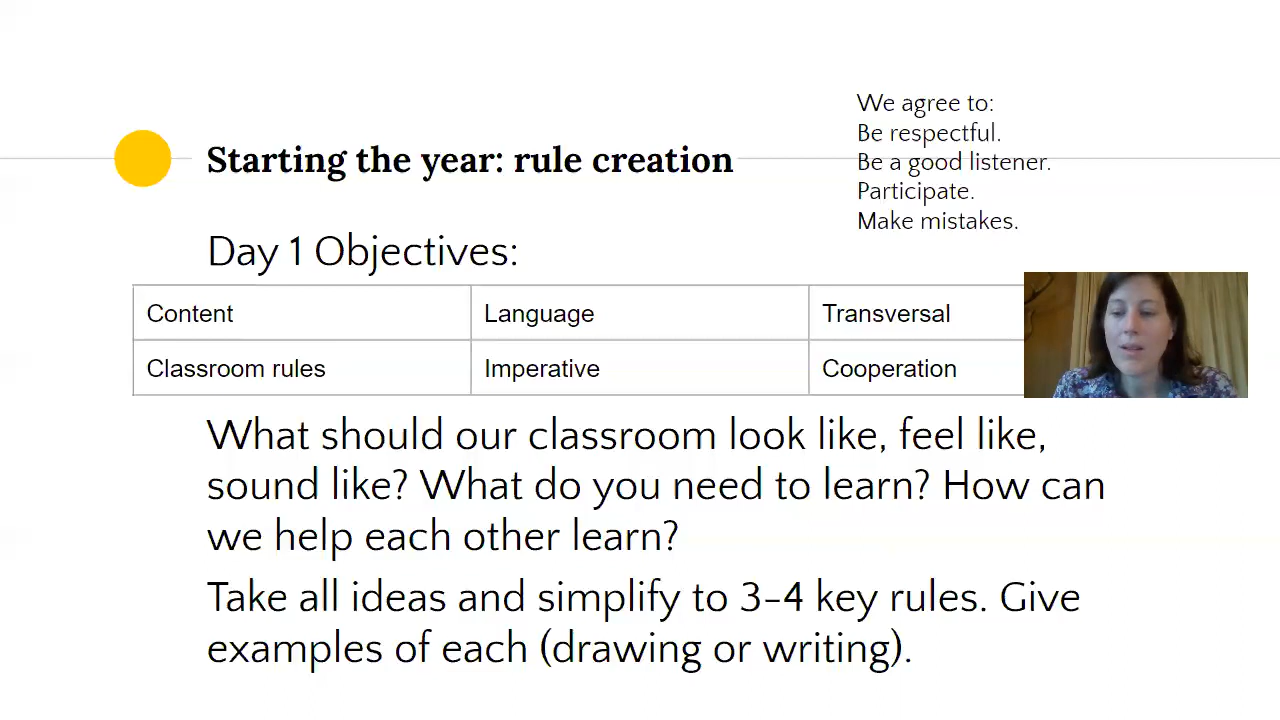 We agree to:
Be respectful.
Be a good listener.
Participate.
Make mistakes.
Starting the year: rule creation
Day 1 Objectives:
Content Language Transversal
Classroom rules Imperative Cooperation
What should our classroom look like, feel like,
sound like? What do you need to learn? How can
we help each other learn?
Take all ideas and simplify to 3-4 key rules. Give
examples of each (drawing or writing).